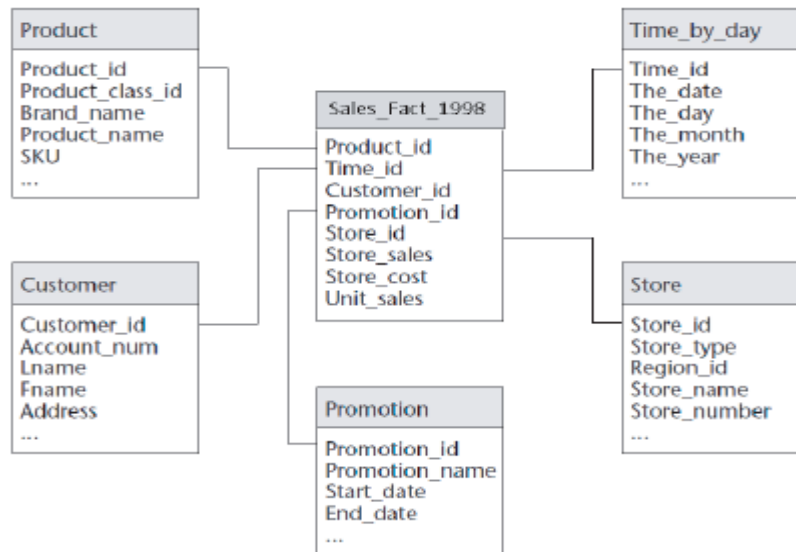 Product
Product_id
Product_class_id
Brand_name
Product_name
SKU
...
Customer
Customer_id
Account_num
Lname
Fname
Address
...
Sales_Fact_1998
Product_id
Time_id
Customer_id
Promotion_id
Store_id
Store_sales
Store_cost
Unit_sales
Promotion
Promotion_id
Promotion_name
Start_date
End_date
...
Time_by_day
Time_id
The_date
The_day
The_month
The_year
...
Store
Store_id
Store_type
Region_id
Store_name
Store_number
...